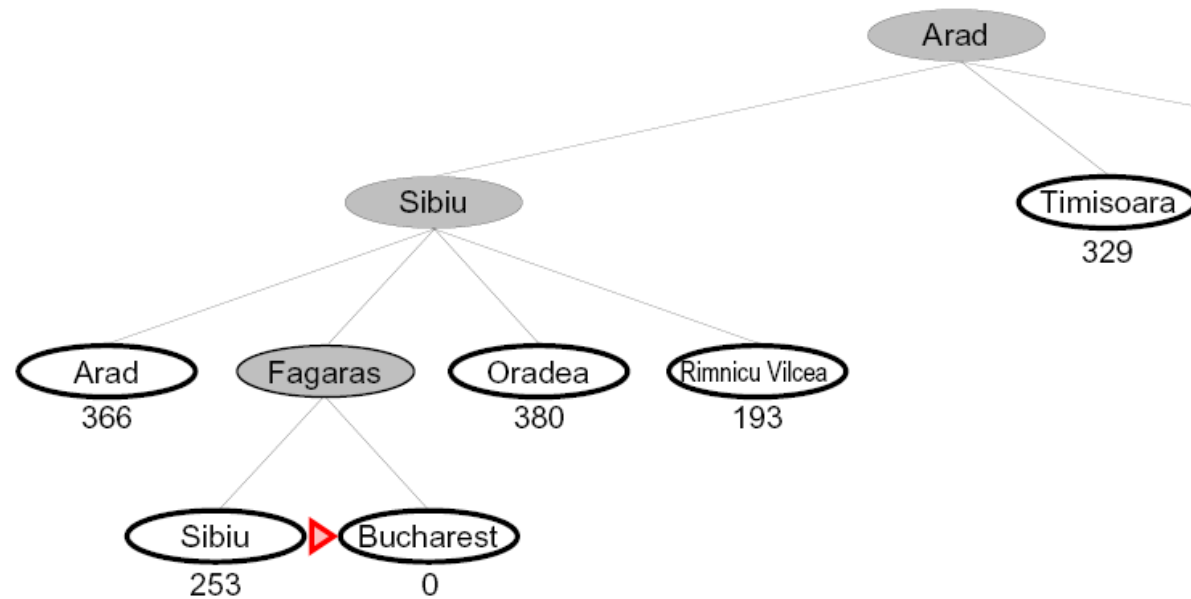 Arad
Sibiu
Timisoara
329
Arad
Fagaras
Oradea
Rimnicu Vilcea
366
380
193
Sibiu
Bucharest
253
0